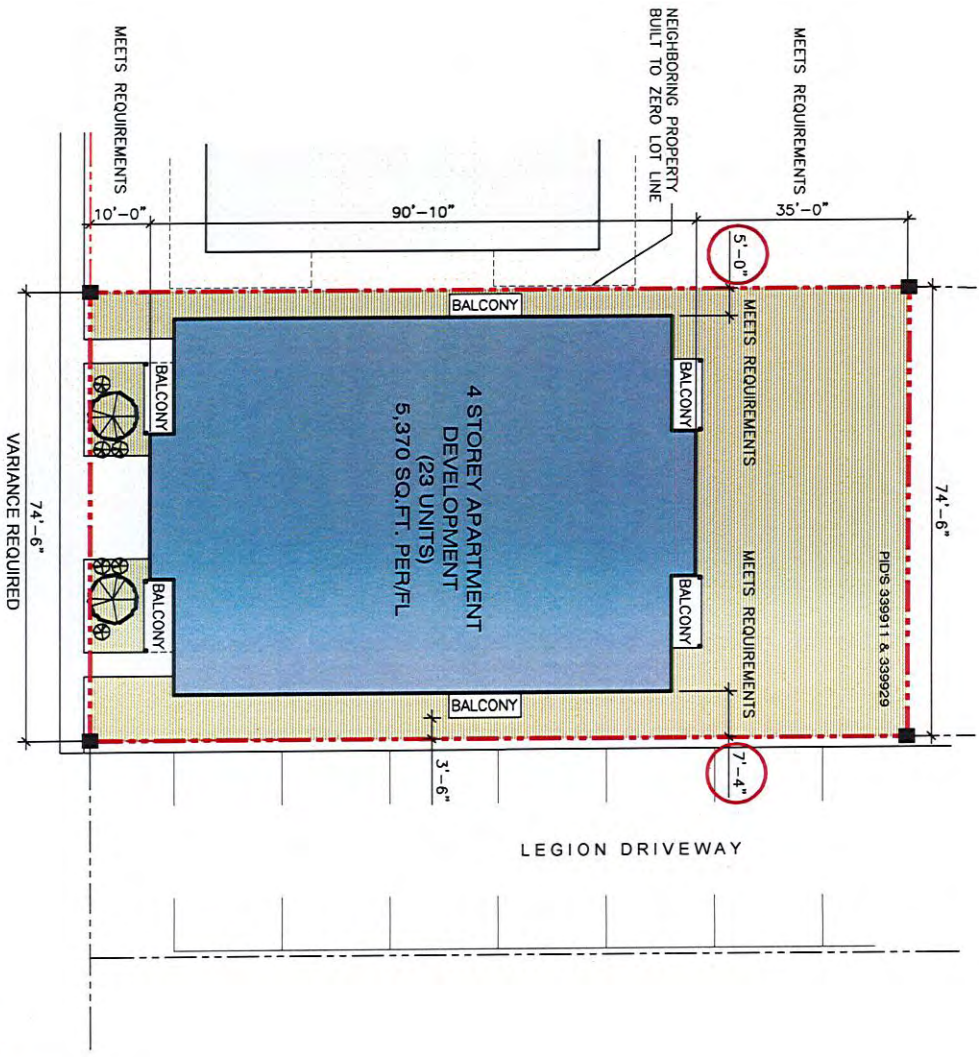 NEIGHBORING PROPERTY
BUILT TO ZERO LOT LINE
MEETS REQUIREMENTS
MEETS REQUIREMENTS
10'-0"
90'-10"
35'-0"
5'-0"
MEETS REQUIREMENTS
74'-6"
PID'S 339911 & 339929
BALCONY
BALCONY
BALCONY
4 STOREY APARTMENT
DEVELOPMENT
(23 UNITS)
5,370 SQ.FT. PER/FL
BALCONY
BALCONY
BALCONY
MEETS REQUIREMENTS
74'-6"
VARIANCE REQUIRED
3'-6"
7'-4"
LEGION DRIVEWAY